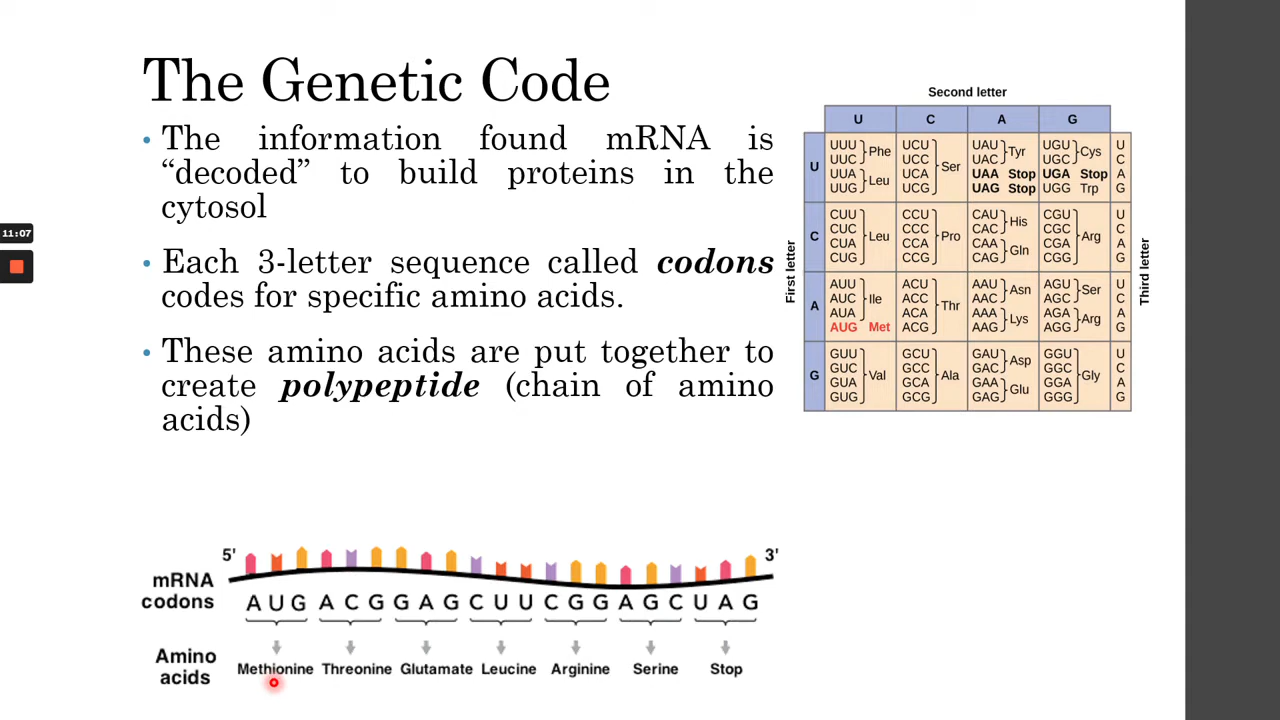 The Genetic Code
• The information found mRNA is
“decoded” to build proteins in the
cytosol
• Each 3-letter sequence called codons
codes for specific amino acids.
• These amino acids are put together to
create polypeptide (chain of amino
acids)
11:07
Second letter
U C A G
First letter
Third letter
U
UUU UUC Phe
UUA UUG Leu
UCU UCC UCA UCG Ser
UAU UAC Tyr
UAA Stop
UAG Stop
UGU UGC Cys
UGA Stop
UGG Trp
U C A G
C
CUU CUC CUA CUG Leu
CCU CCC CCA CCG Pro
CAU CAC His
CAA CAG Gln
CGU CGC CGA CGG Arg
U C A G
A
AUU AUC AUA Ile
AUG Met
ACU ACC ACA ACG Thr
AAU AAC Asn
AAA AAG Lys
AGU AGC Ser
AGA AGG Arg
U C A G
G
GUU GUC GUA GUG Val
GCU GCC GCA GCG Ala
GAU GAC Asp
GAA GAG Glu
GGU GGC GGA GGG Gly
U C A G
5' 3'
mRNA
codons
A U G A C G G A G C U U C G G A G C U A G
Amino
acids
Methionine Threonine Glutamate Leucine Arginine Serine Stop